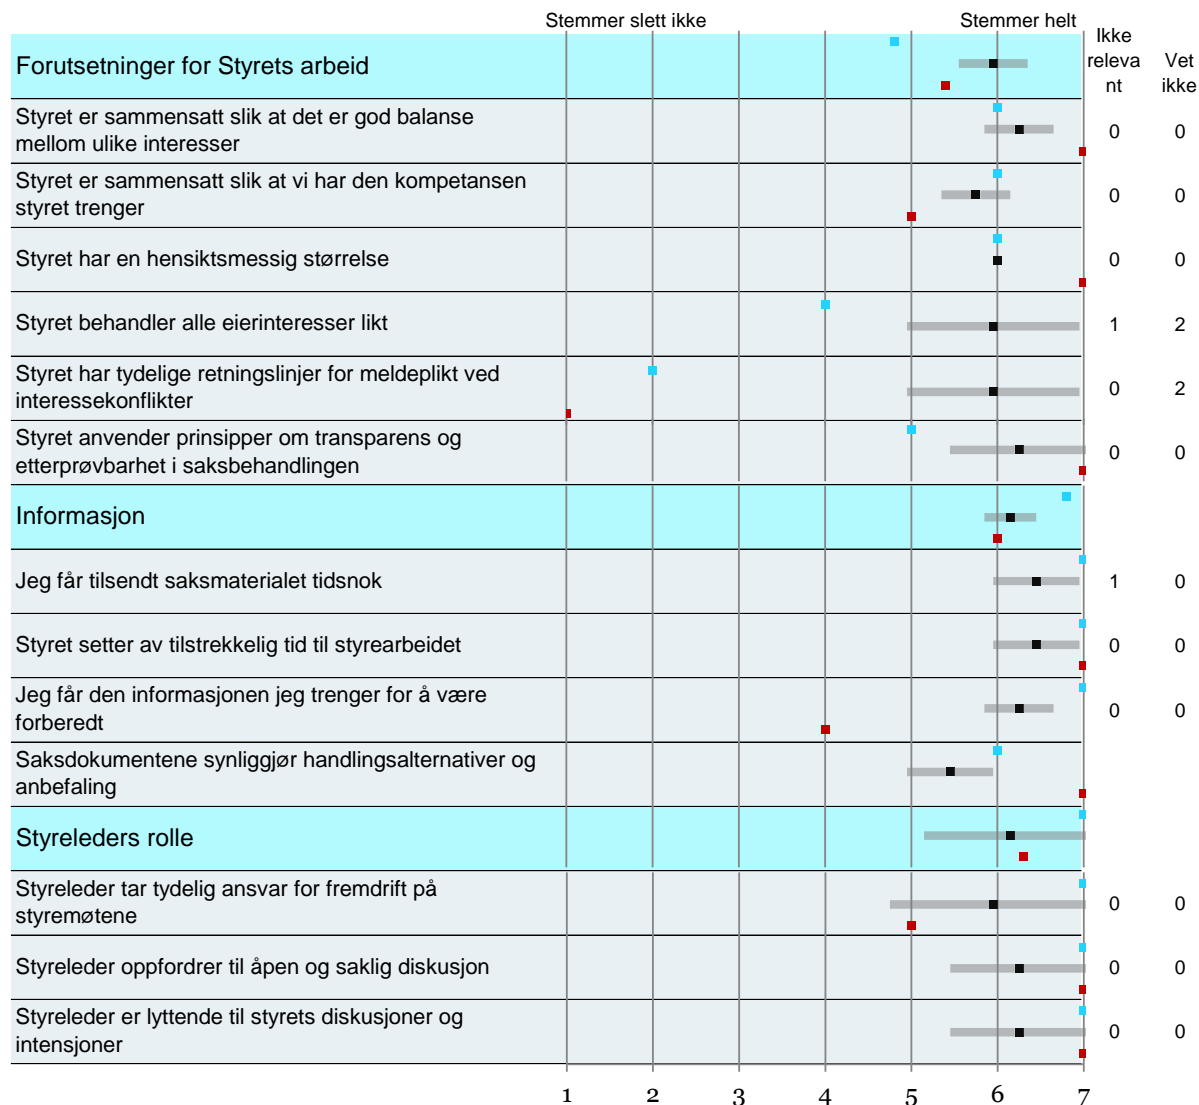 Stemmer slett ikke
Stemmer helt
Ikke
releva
nt
Vet
ikke
Forutsetninger for Styrets arbeid
Styret er sammensatt slik at det er god balanse
mellom ulike interesser
0 0
Styret er sammensatt slik at vi har den kompetansen
styret trenger
0 0
Styret har en hensiktsmessig størrelse
0 0
Styret behandler alle eierinteresser likt
1 2
Styret har tydelige retningslinjer for meldeplikt ved
interessekonflikter
0 2
Styret anvender prinsipper om transparens og
etterprøvbarhet i saksbehandlingen
0 0
Informasjon
Jeg får tilsendt saksmaterialet tidsnok
1 0
Styret setter av tilstrekkelig tid til styrearbeidet
0 0
Jeg får den informasjonen jeg trenger for å være
forberedt
0 0
Saksdokumentene synliggjør handlingsalternativer og
anbefaling
Styreleders rolle
Styreleder tar tydelig ansvar for fremdrift på
styremøtene
0 0
Styreleder oppfordrer til åpen og saklig diskusjon
0 0
Styreleder er lyttende til styrets diskusjoner og
intensjoner
0 0
1 2 3 4 5 6 7